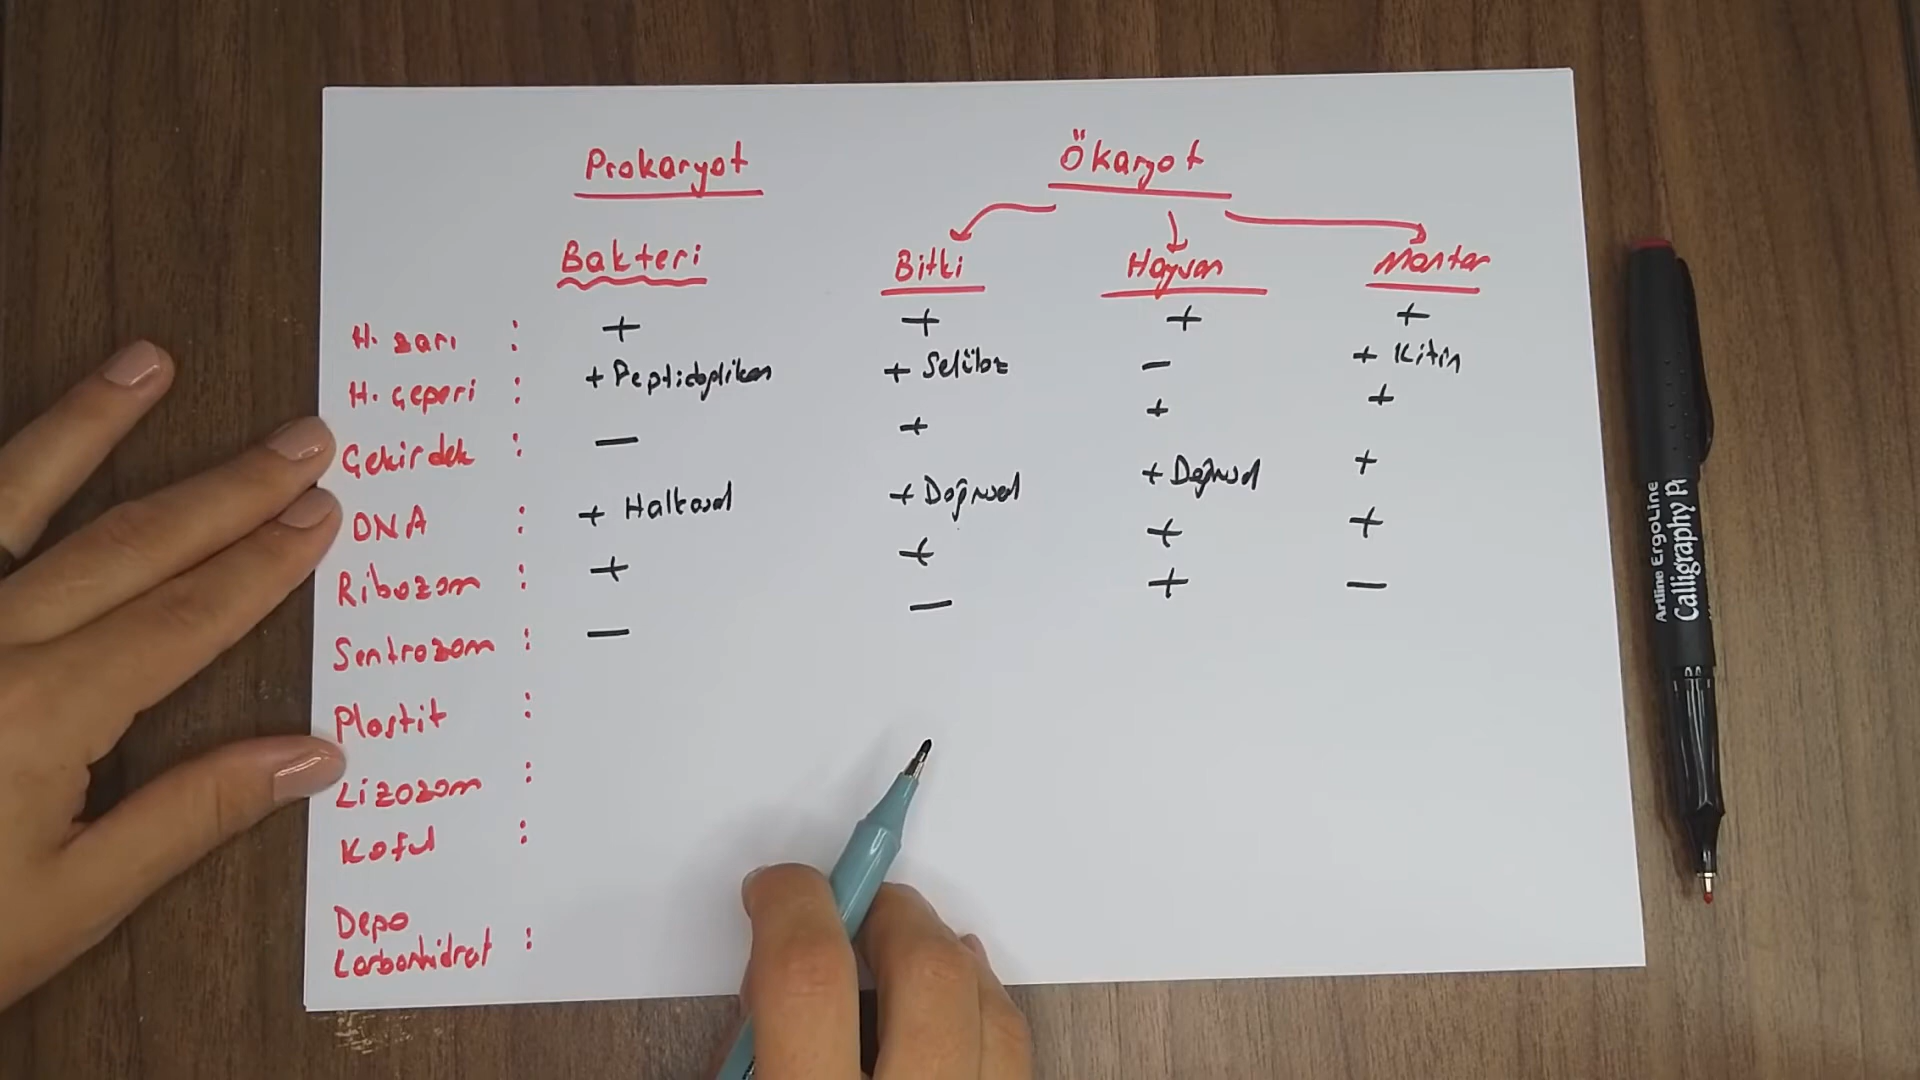 Prokaryot Ökaryot
Bakteri Bitki Hayvan Mantar
H. zarı : + + + +
H. çeperi : + Peptidoglikan + Selüloz − + Kitin
Çekirdek : − + + +
DNA : + Halkasal + Doğrusal + Doğrusal +
Ribozom : + + + +
Sentrozom : − − + −
Plastit :
Lizozom :
Koful :
Depo
karbonhidrat :
Artline ErgoLine
Calligraphy